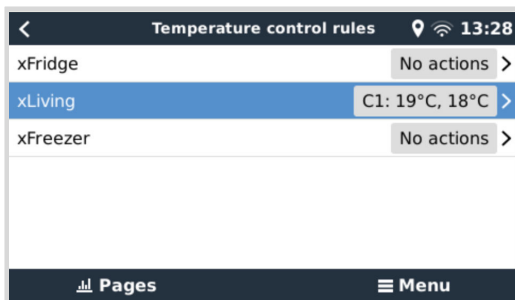 Temperature control rules 13:28
xFridge No actions
xLiving C1: 19°C, 18°C
xFreezer No actions
Pages Menu